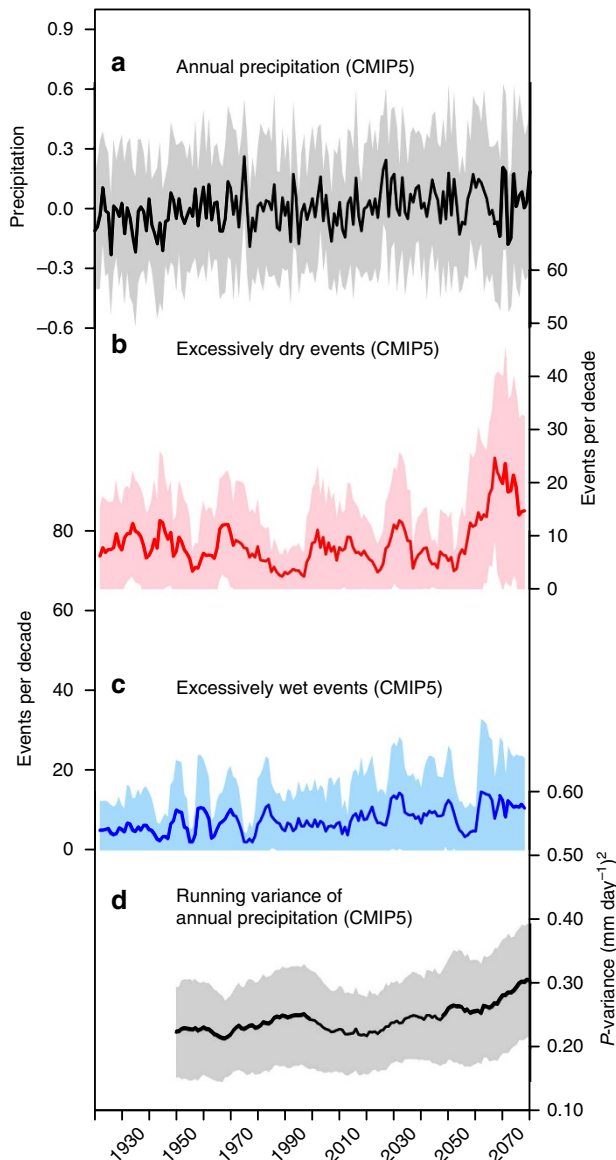 0.9
0.6
0.3
0.0
−0.3
−0.6
Precipitation
a Annual precipitation (CMIP5)
60
50
40
30
20
10
0
Events per decade
b Excessively dry events (CMIP5)
80
60
40
20
0
Events per decade
c Excessively wet events (CMIP5)
0.60
0.50
0.40
0.30
0.20
0.10
P-variance (mm day−1)2
d Running variance of
annual precipitation (CMIP5)
1930 1950 1970 1990 2010 2030 2050 2070